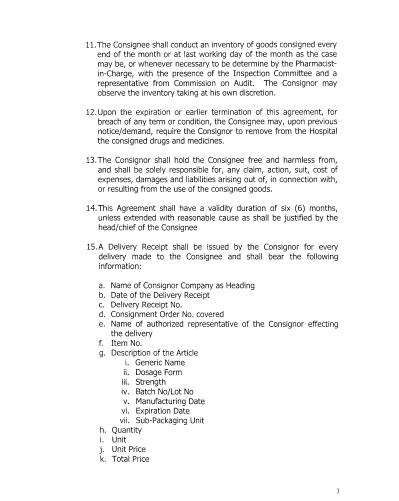 11.The Consignee shall conduct an inventory of goods consigned every
end of the month or at last working day of the month as the case
may be, or whenever necessary to be determine by the Pharmacist-
in-Charge, with the presence of the Inspection Committee and a
representative from Commission on Audit. The Consignor may
observe the inventory taking at his own discretion.
12.Upon the expiration or earlier termination of this agreement, for
breach of any term or condition, the Consignee may, upon previous
notice/demand, require the Consignor to remove from the Hospital
the consigned drugs and medicines.
13.The Consignor shall hold the Consignee free and harmless from,
and shall be solely responsible for, any claim, action, suit, cost of
expenses, damages and liabilities arising out of, in connection with,
or resulting from the use of the consigned goods.
14.This Agreement shall have a validity duration of six (6) months,
unless extended with reasonable cause as shall be justified by the
head/chief of the Consignee
15.A Delivery Receipt shall be issued by the Consignor for every
delivery made to the Consignee and shall bear the following
information:
a. Name of Consignor Company as Heading
b. Date of the Delivery Receipt
c. Delivery Receipt No.
d. Consignment Order No. covered
e. Name of authorized representative of the Consignor effecting
the delivery
f. Item No.
g. Description of the Article
i. Generic Name
ii. Dosage Form
iii. Strength
iv. Batch No/Lot No
v. Manufacturing Date
vi. Expiration Date
vii. Sub-Packaging Unit
h. Quantity
i. Unit
j. Unit Price
k. Total Price
3